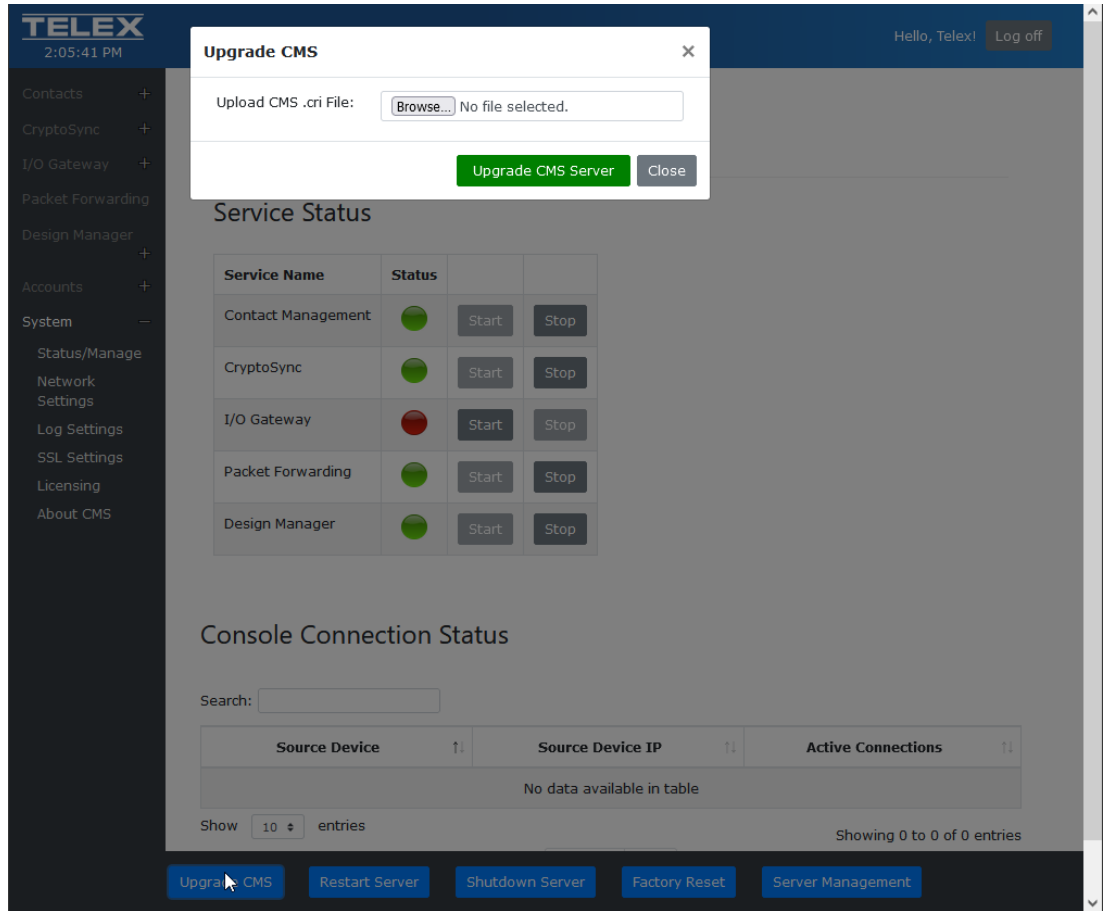 TELEX
2:05:41 PM
Hello, Telex! Log off
Upgrade CMS ×
Upload CMS .cri File: Browse... No file selected.
Upgrade CMS Server Close
Contacts +
CryptoSync +
I/O Gateway +
Packet Forwarding
Design Manager
+
Accounts +
System −
Status/Manage
Network
Settings
Log Settings
SSL Settings
Licensing
About CMS
Service Status
Service Name Status
Contact Management Start Stop
CryptoSync Start Stop
I/O Gateway Start Stop
Packet Forwarding Start Stop
Design Manager Start Stop
Console Connection Status
Search:
Source Device Source Device IP Active Connections
No data available in table
Show 10 entries
Showing 0 to 0 of 0 entries
Upgrade CMS Restart Server Shutdown Server Factory Reset Server Management